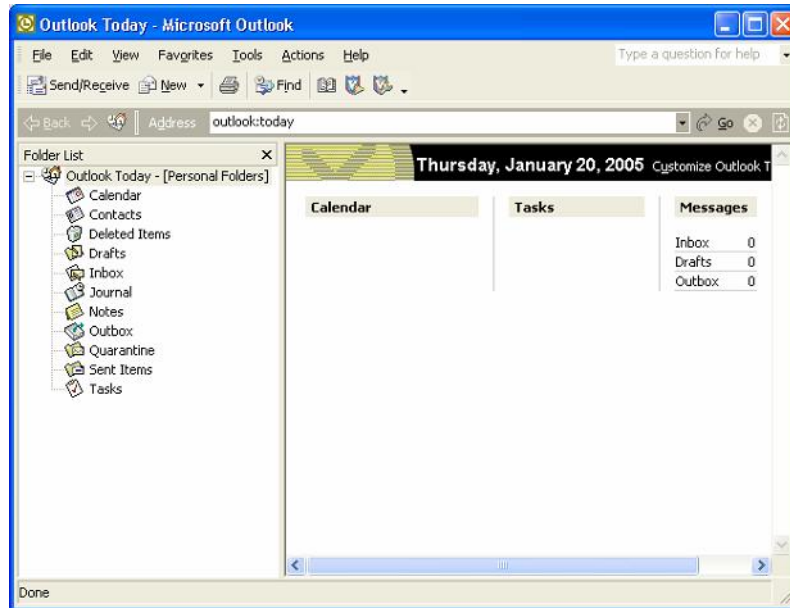 Outlook Today - Microsoft Outlook
File Edit View Favorites Tools Actions Help Type a question for help
Send/Receive New Find
Back Address outlook:today Go
Folder List
Thursday, January 20, 2005 Customize Outlook T
Outlook Today - [Personal Folders]
Calendar
Contacts
Deleted Items
Drafts
Inbox
Journal
Notes
Outbox
Quarantine
Sent Items
Tasks
Calendar Tasks Messages
Inbox 0
Drafts 0
Outbox 0
Done